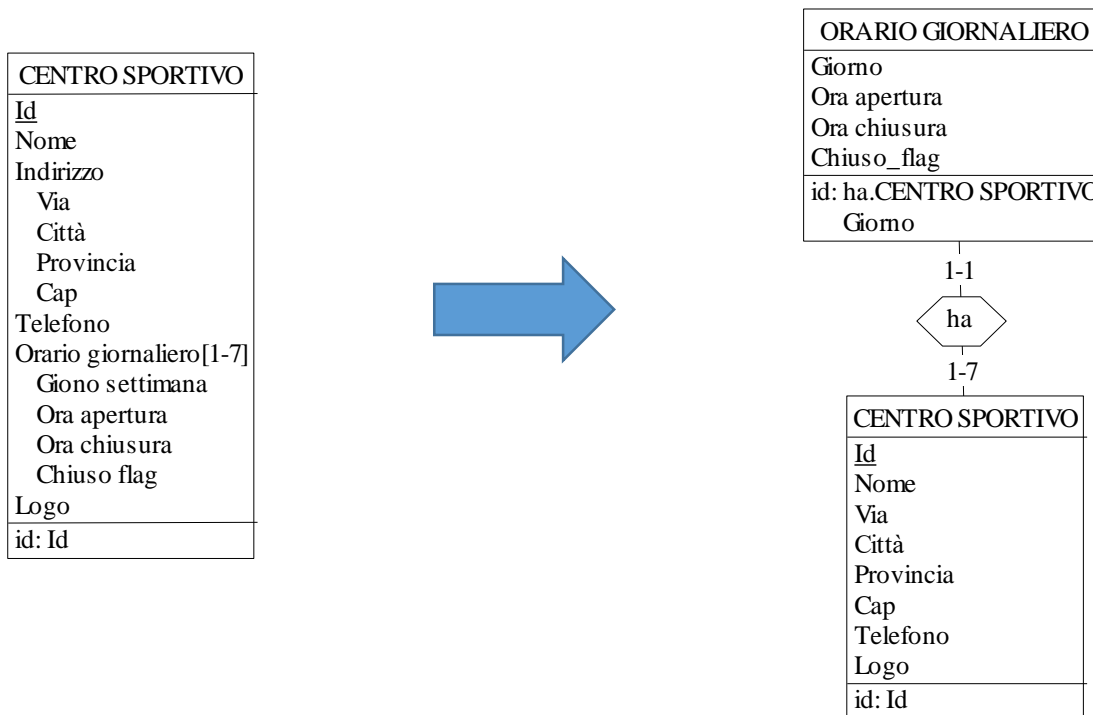 CENTRO SPORTIVO
Id
Nome
Indirizzo
Via
Città
Provincia
Cap
Telefono
Orario giornaliero[1-7]
Giono settimana
Ora apertura
Ora chiusura
Chiuso flag
Logo
id: Id
ORARIO GIORNALIERO
Giorno
Ora apertura
Ora chiusura
Chiuso_flag
id: ha.CENTRO SPORTIVO
Giorno
1-1
ha
1-7
CENTRO SPORTIVO
Id
Nome
Via
Città
Provincia
Cap
Telefono
Logo
id: Id